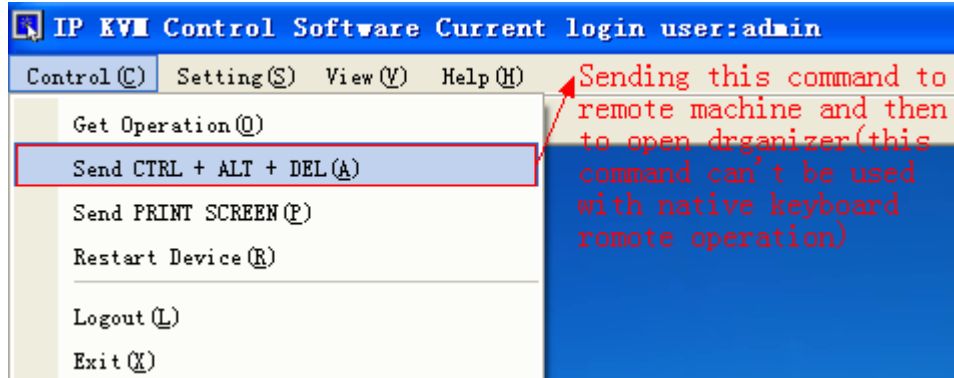 IP KVM Control Software Current login user:admin
Control(C) Setting(S) View(V) Help(H)
Get Operation(O)
Send CTRL + ALT + DEL(A)
Send PRINT SCREEN(P)
Restart Device(R)
Logout(L)
Exit(X)
Sending this command to
remote machine and then
to open drganizer(this
command can't be used
with native keyboard
romote operation)